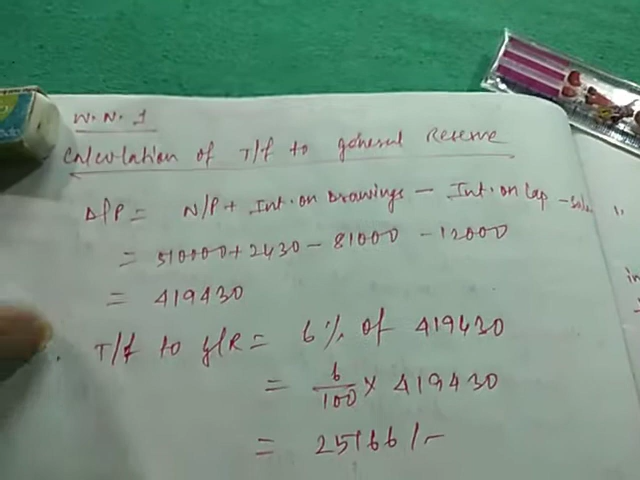 W.N.1
Calculation of T/f to general Reserve
D/P = N/P + Int. on Drawings - Int. on Cap - Sala
= 510000 + 2430 - 81000 - 12000
= 419430
T/f to G/R = 6% of 419430
= 6/100 × 419430
= 25166/-